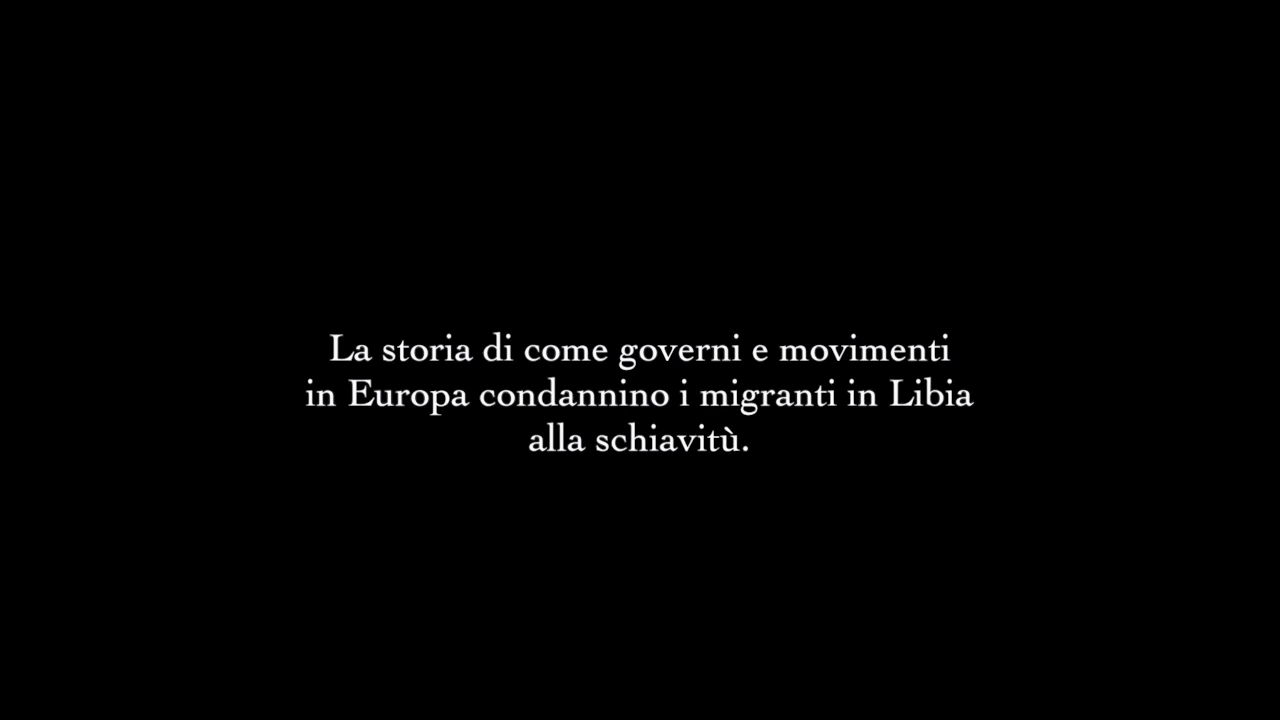 La storia di come governi e movimenti
in Europa condannino i migranti in Libia
alla schiavitù.